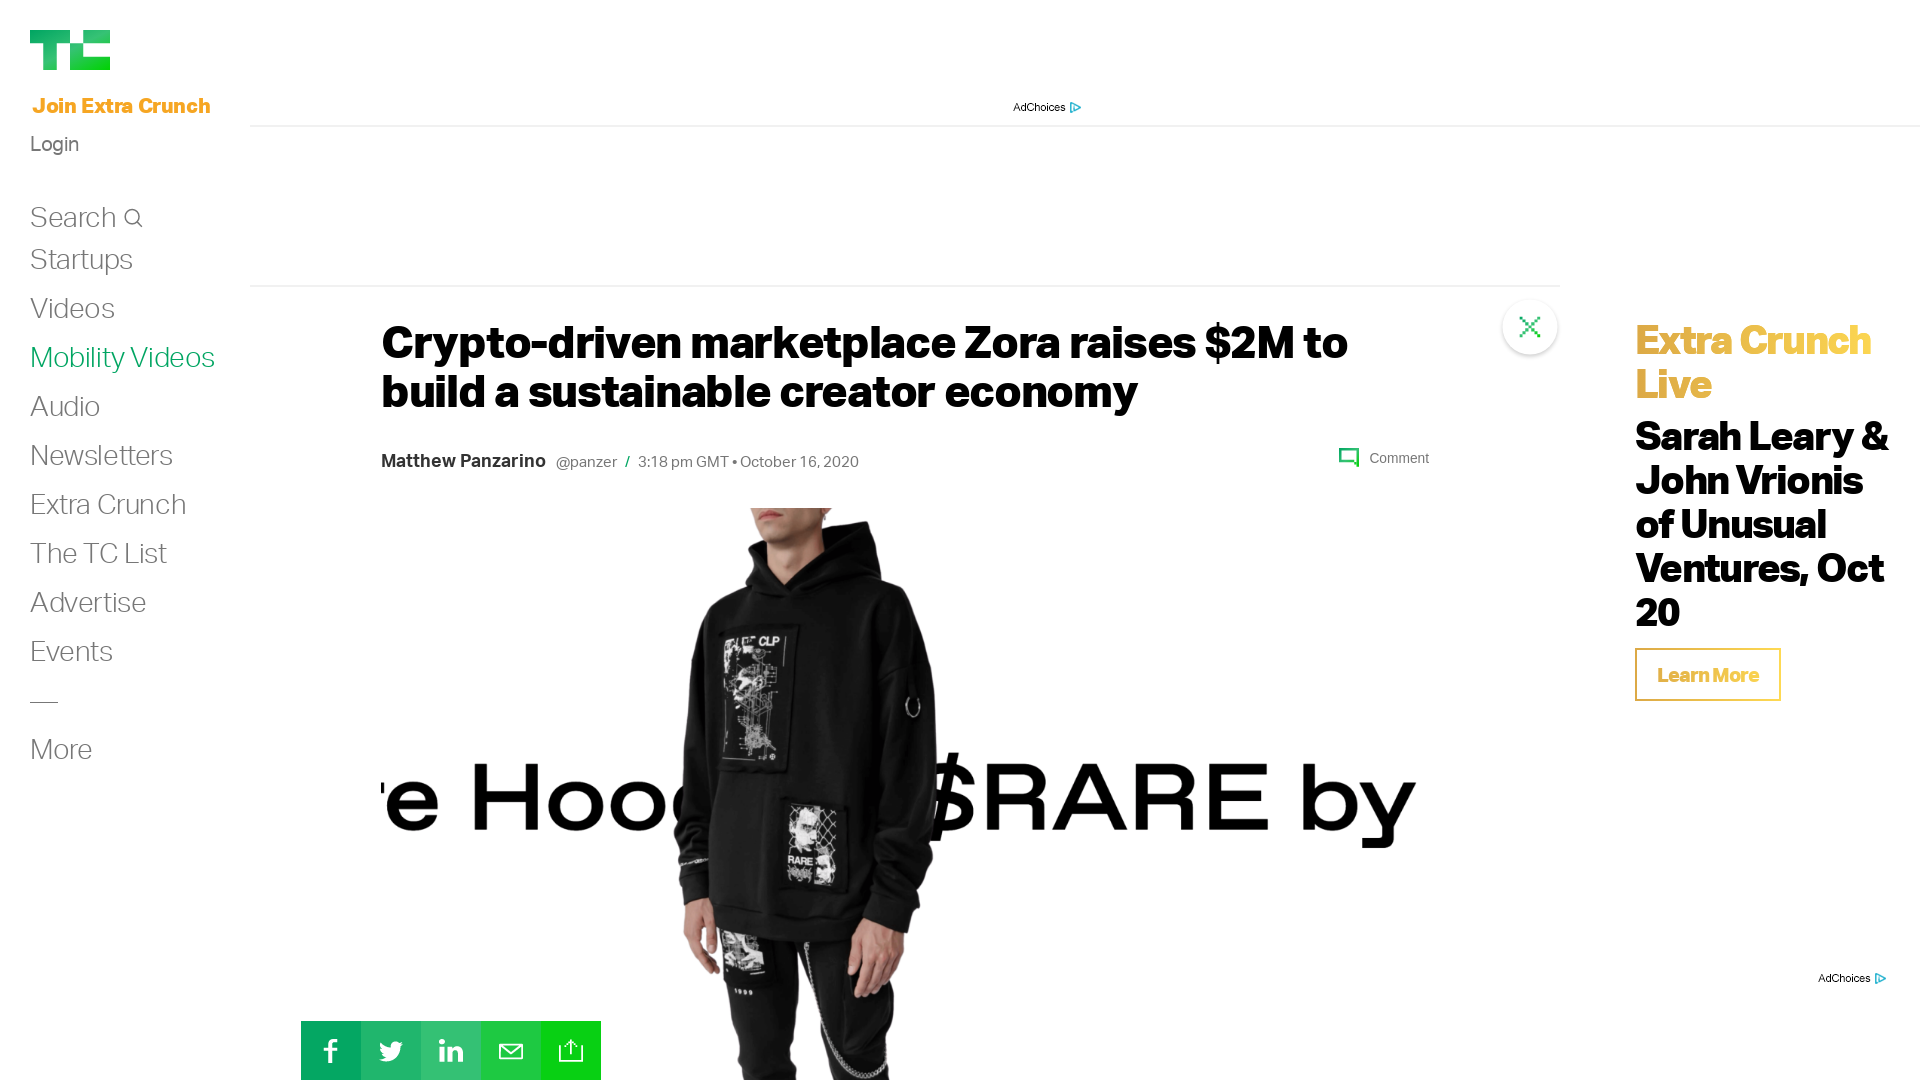 TC
Join Extra Crunch
Login
Search
Startups
Videos
Mobility Videos
Audio
Newsletters
Extra Crunch
The TC List
Advertise
Events
More
AdChoices
Crypto-driven marketplace Zora raises $2M to
build a sustainable creator economy
Matthew Panzarino @panzer / 3:18 pm GMT • October 16, 2020
Comment
CLP
re Hood $RARE by
RARE
1999
Extra Crunch
Live
Sarah Leary &
John Vrionis
of Unusual
Ventures, Oct
20
Learn More
AdChoices